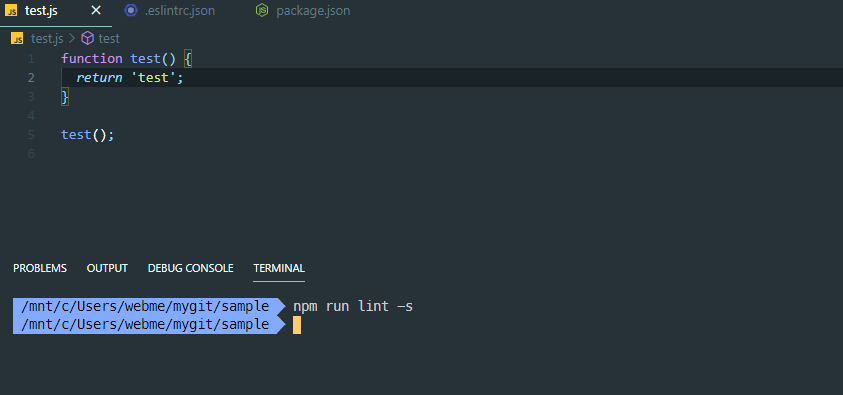 JS test.js × .eslintrc.json JS package.json
JS test.js > test
1 function test() {
2 return 'test';
3 }
4
5 test();
6
PROBLEMS OUTPUT DEBUG CONSOLE TERMINAL
/mnt/c/Users/webme/mygit/sample npm run lint -s
/mnt/c/Users/webme/mygit/sample